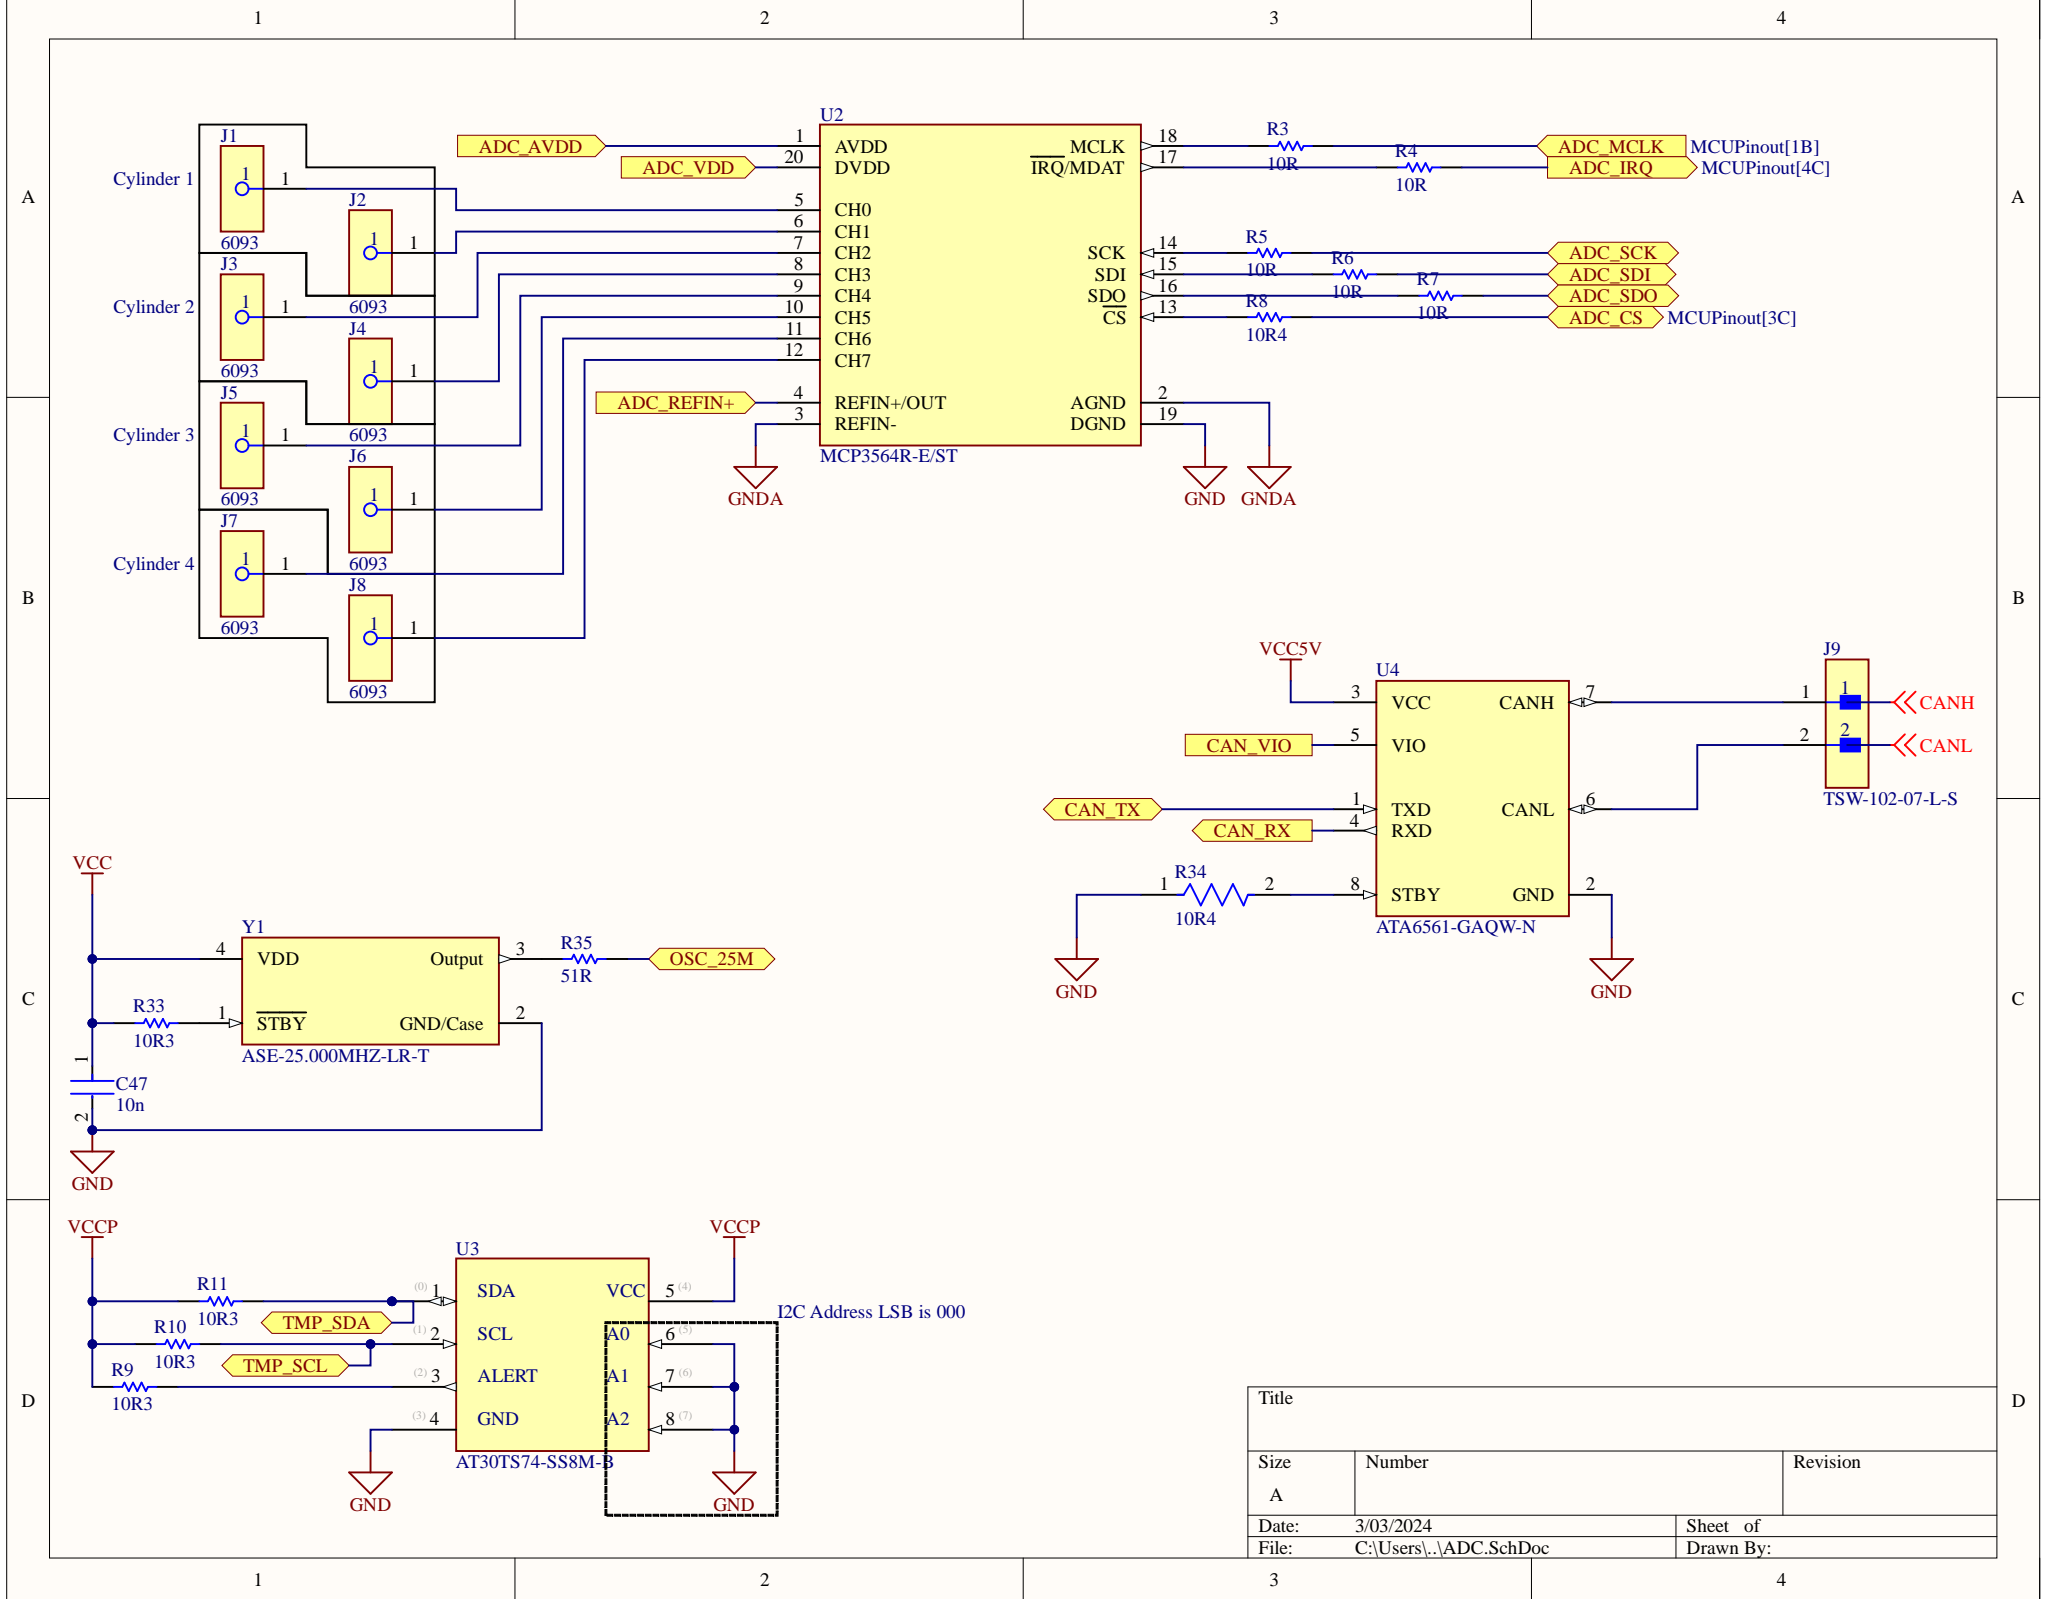 1 2 3 4
A A
B B
C C
D D
J1
Cylinder 1
1 1
6093
J2
1 1
6093
J3
Cylinder 2
1 1
6093
J4
1 1
6093
J5
Cylinder 3
1 1
6093
J6
1 1
6093
J7
Cylinder 4
1 1
6093
J8
1 1
6093
U2
ADC_AVDD 1 AVDD
ADC_VDD 20 DVDD
5 CH0
6 CH1
7 CH2
8 CH3
9 CH4
10 CH5
11 CH6
12 CH7
ADC_REFIN+ 4 REFIN+/OUT
3 REFIN-
GNDA
MCP3564R-E/ST
MCLK 18 R3 10R ADC_MCLK MCUPinout[1B]
IRQ/MDAT 17 R4 10R ADC_IRQ MCUPinout[4C]
SCK 14 R5 10R ADC_SCK
SDI 15 R6 10R ADC_SDI
SDO 16 R7 10R ADC_SDO
CS 13 R8 10R4 ADC_CS MCUPinout[3C]
AGND 2
DGND 19
GND GNDA
VCC5V
U4
3 VCC
CAN_VIO 5 VIO
CAN_TX 1 TXD
CAN_RX 4 RXD
R34
1 2 8 STBY
10R4
GND
CANH 7
CANL 6
GND 2
ATA6561-GAQW-N
GND
J9
1 1 CANH
2 2 CANL
TSW-102-07-L-S
VCC
Y1
4 VDD
Output 3 R35 51R OSC_25M
R33
1 STBY
10R3
GND/Case 2
ASE-25.000MHZ-LR-T
1
C47
10n
2
GND
VCCP VCCP
U3
R11
10R3
(0) 1 SDA
TMP_SDA
R10
10R3
(1) 2 SCL
TMP_SCL
R9
10R3
(2) 3 ALERT
(3) 4 GND
GND
VCC 5 (4)
I2C Address LSB is 000
A0 6 (5)
A1 7 (6)
A2 8 (7)
AT30TS74-SS8M-B
GND
Title
Size Number Revision
A
Date: 3/03/2024 Sheet of
File: C:\Users\..\ADC.SchDoc Drawn By:
1 2 3 4